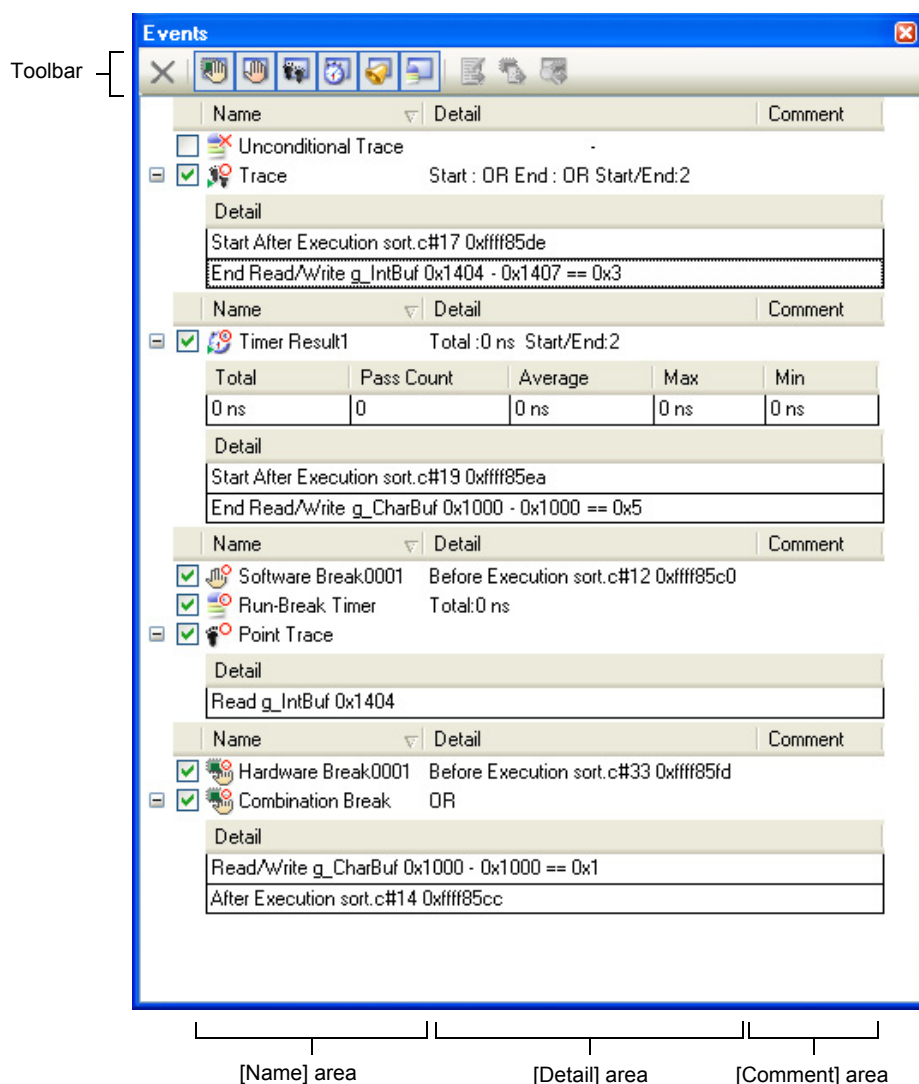 Events
Toolbar
Name Detail Comment
Unconditional Trace -
Trace Start : OR End : OR Start/End:2
Detail
Start After Execution sort.c#17 0xffff85de
End Read/Write g_IntBuf 0x1404 - 0x1407 == 0x3
Name Detail Comment
Timer Result1 Total :0 ns Start/End:2
Total Pass Count Average Max Min
0 ns 0 0 ns 0 ns 0 ns
Detail
Start After Execution sort.c#19 0xffff85ea
End Read/Write g_CharBuf 0x1000 - 0x1000 == 0x5
Name Detail Comment
Software Break0001 Before Execution sort.c#12 0xffff85c0
Run-Break Timer Total:0 ns
Point Trace
Detail
Read g_IntBuf 0x1404
Name Detail Comment
Hardware Break0001 Before Execution sort.c#33 0xffff85fd
Combination Break OR
Detail
Read/Write g_CharBuf 0x1000 - 0x1000 == 0x1
After Execution sort.c#14 0xffff85cc
[Name] area [Detail] area [Comment] area